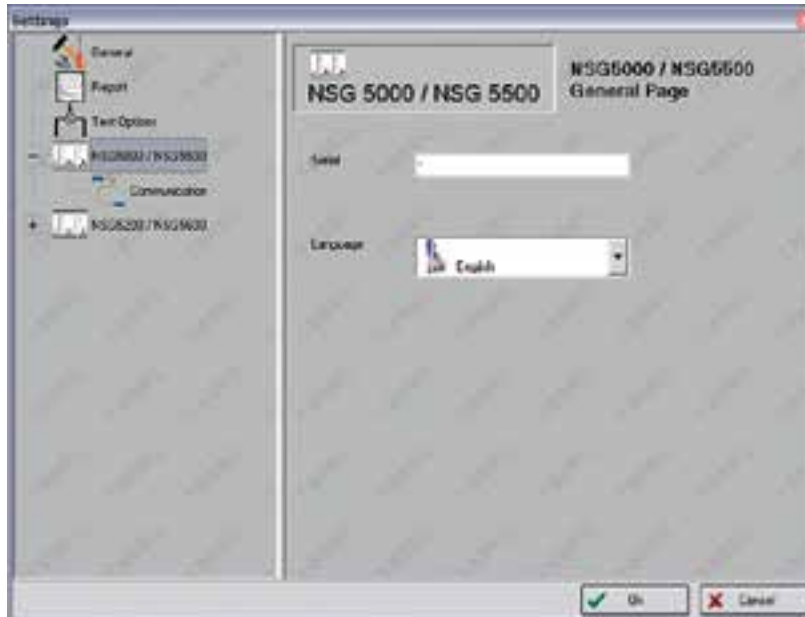 Settings
General
Report
Test Options
NSG5000 / NSG5500
Communication
NSG5200 / NSG5600
NSG 5000 / NSG 5500
NSG5000 / NSG5500
General Page
Serial
-
Language
English
Ok
Cancel